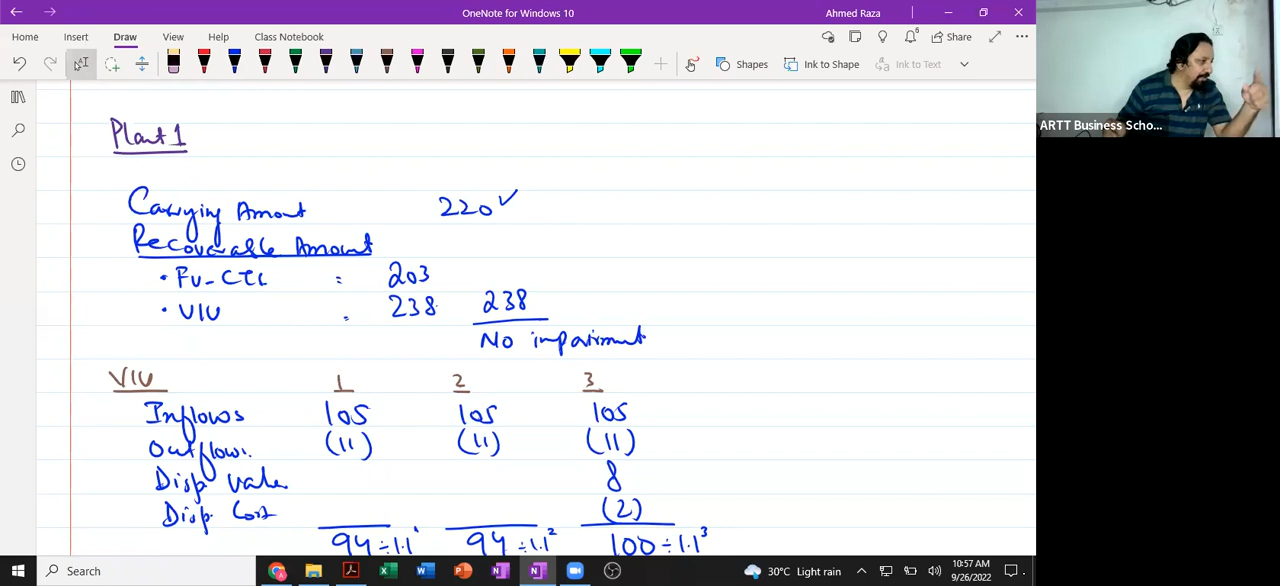 OneNote for Windows 10
Ahmed Raza
Home Insert Draw View Help Class Notebook
Share
Shapes Ink to Shape Ink to Text
ARTT Business Scho...
Plant 1
Carrying Amount 220 ✓
Recoverable Amount
• FV-CTL = 203
• VIU = 238 238
No impairment
VIU 1 2 3
Inflows 105 105 105
Outflows (11) (11) (11)
Disp value 8
Disp Cost (2)
94÷1.1¹ 94÷1.1² 100÷1.1³
Search
30°C Light rain
10:57 AM
9/26/2022